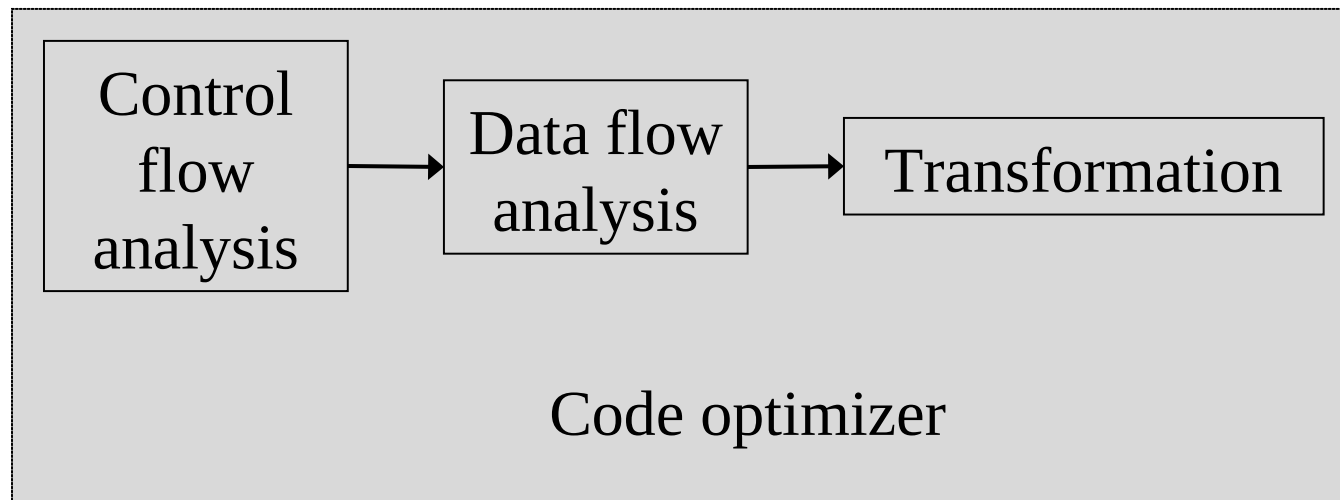 Control
flow
analysis
Data flow
analysis
Transformation
Code optimizer